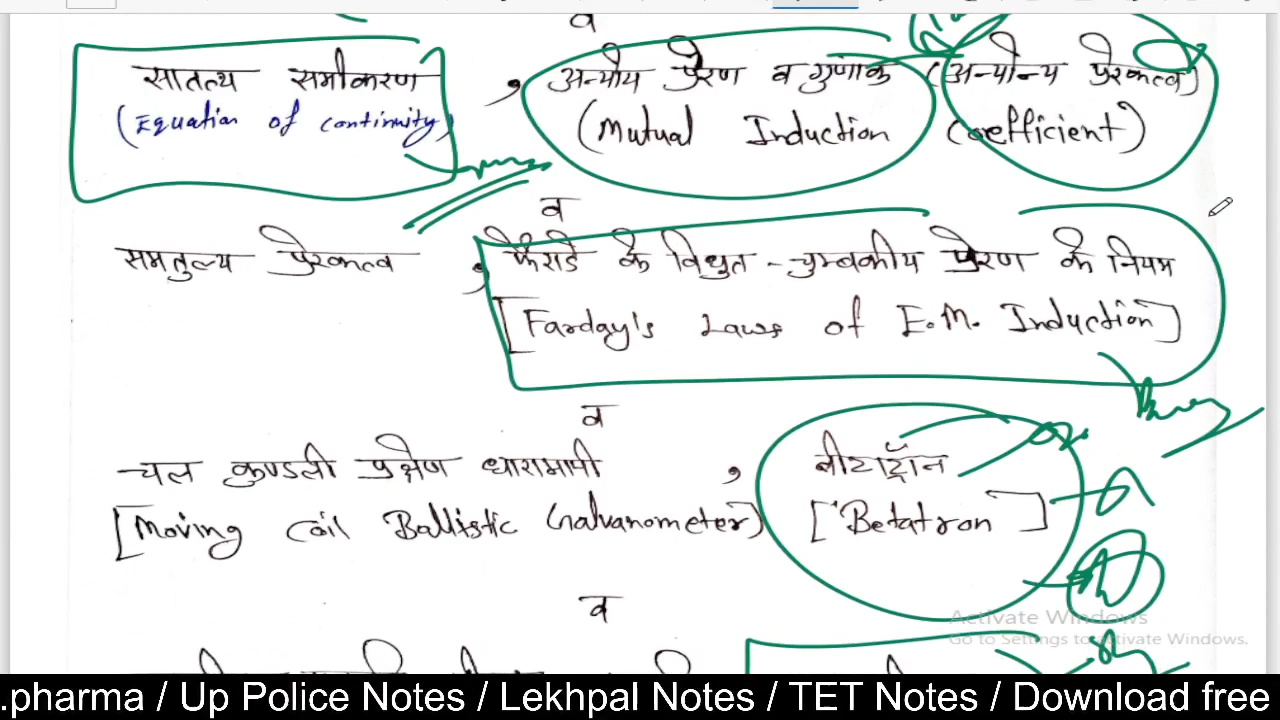 व
सातत्य समीकरण , अन्योय प्रेरण व गुणांक (अन्योन्य प्रेरकत्व)
(Equation of continuity) (Mutual Induction (coefficient)
व
समतुल्य प्रेरकत्व , फैराडे के विधुत - चुम्बकीय प्रेरण के नियम
[Farday's Laws of E.M. Induction]
व
चल कुण्डली प्रक्षेण धारामापी , बीटाट्रॉन
[Moving coil Ballistic Galvanometer) [Betatron]
व
Activate Windows
Go to Settings to activate Windows.
.pharma / Up Police Notes / Lekhpal Notes / TET Notes / Download free